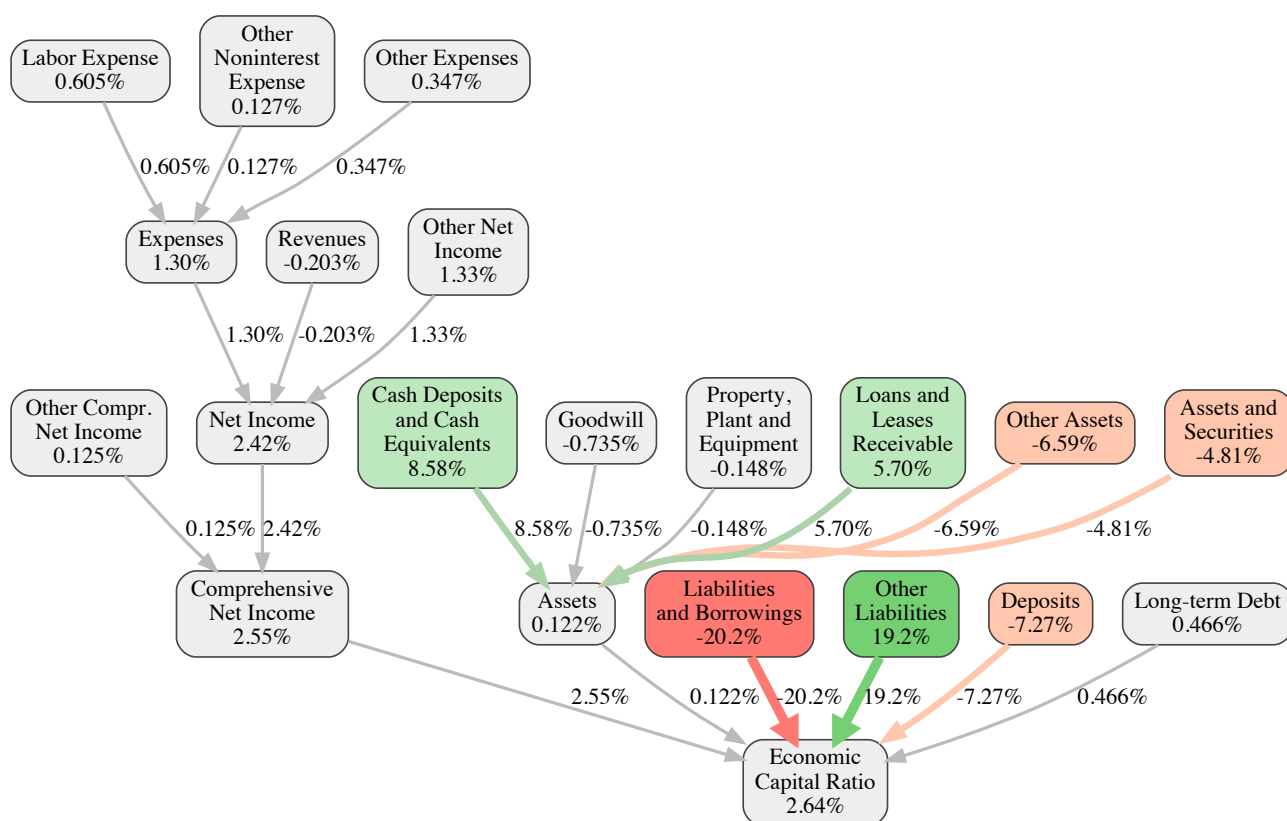 Labor Expense
0.605%
Other
Noninterest
Expense
0.127%
Other Expenses
0.347%
0.605%
0.127%
0.347%
Expenses
1.30%
Revenues
-0.203%
Other Net
Income
1.33%
1.30%
-0.203%
1.33%
Other Compr.
Net Income
0.125%
Net Income
2.42%
Cash Deposits
and Cash
Equivalents
8.58%
Goodwill
-0.735%
Property,
Plant and
Equipment
-0.148%
Loans and
Leases
Receivable
5.70%
Other Assets
-6.59%
Assets and
Securities
-4.81%
0.125%
2.42%
8.58%
-0.735%
-0.148%
5.70%
-6.59%
-4.81%
Comprehensive
Net Income
2.55%
Assets
0.122%
Liabilities
and Borrowings
-20.2%
Other
Liabilities
19.2%
Deposits
-7.27%
Long-term Debt
0.466%
2.55%
0.122%
-20.2%
19.2%
-7.27%
0.466%
Economic
Capital Ratio
2.64%